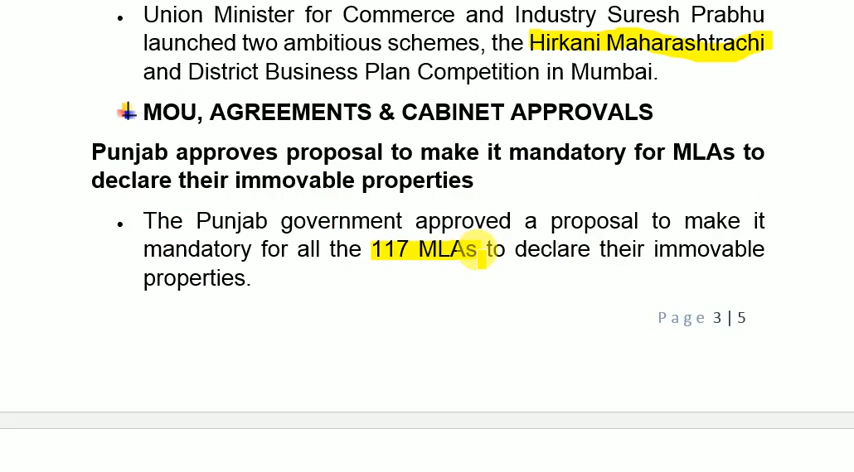 • Union Minister for Commerce and Industry Suresh Prabhu
launched two ambitious schemes, the Hirkani Maharashtrachi
and District Business Plan Competition in Mumbai.
MOU, AGREEMENTS & CABINET APPROVALS
Punjab approves proposal to make it mandatory for MLAs to
declare their immovable properties
• The Punjab government approved a proposal to make it
mandatory for all the 117 MLAs to declare their immovable
properties.
Page 3|5